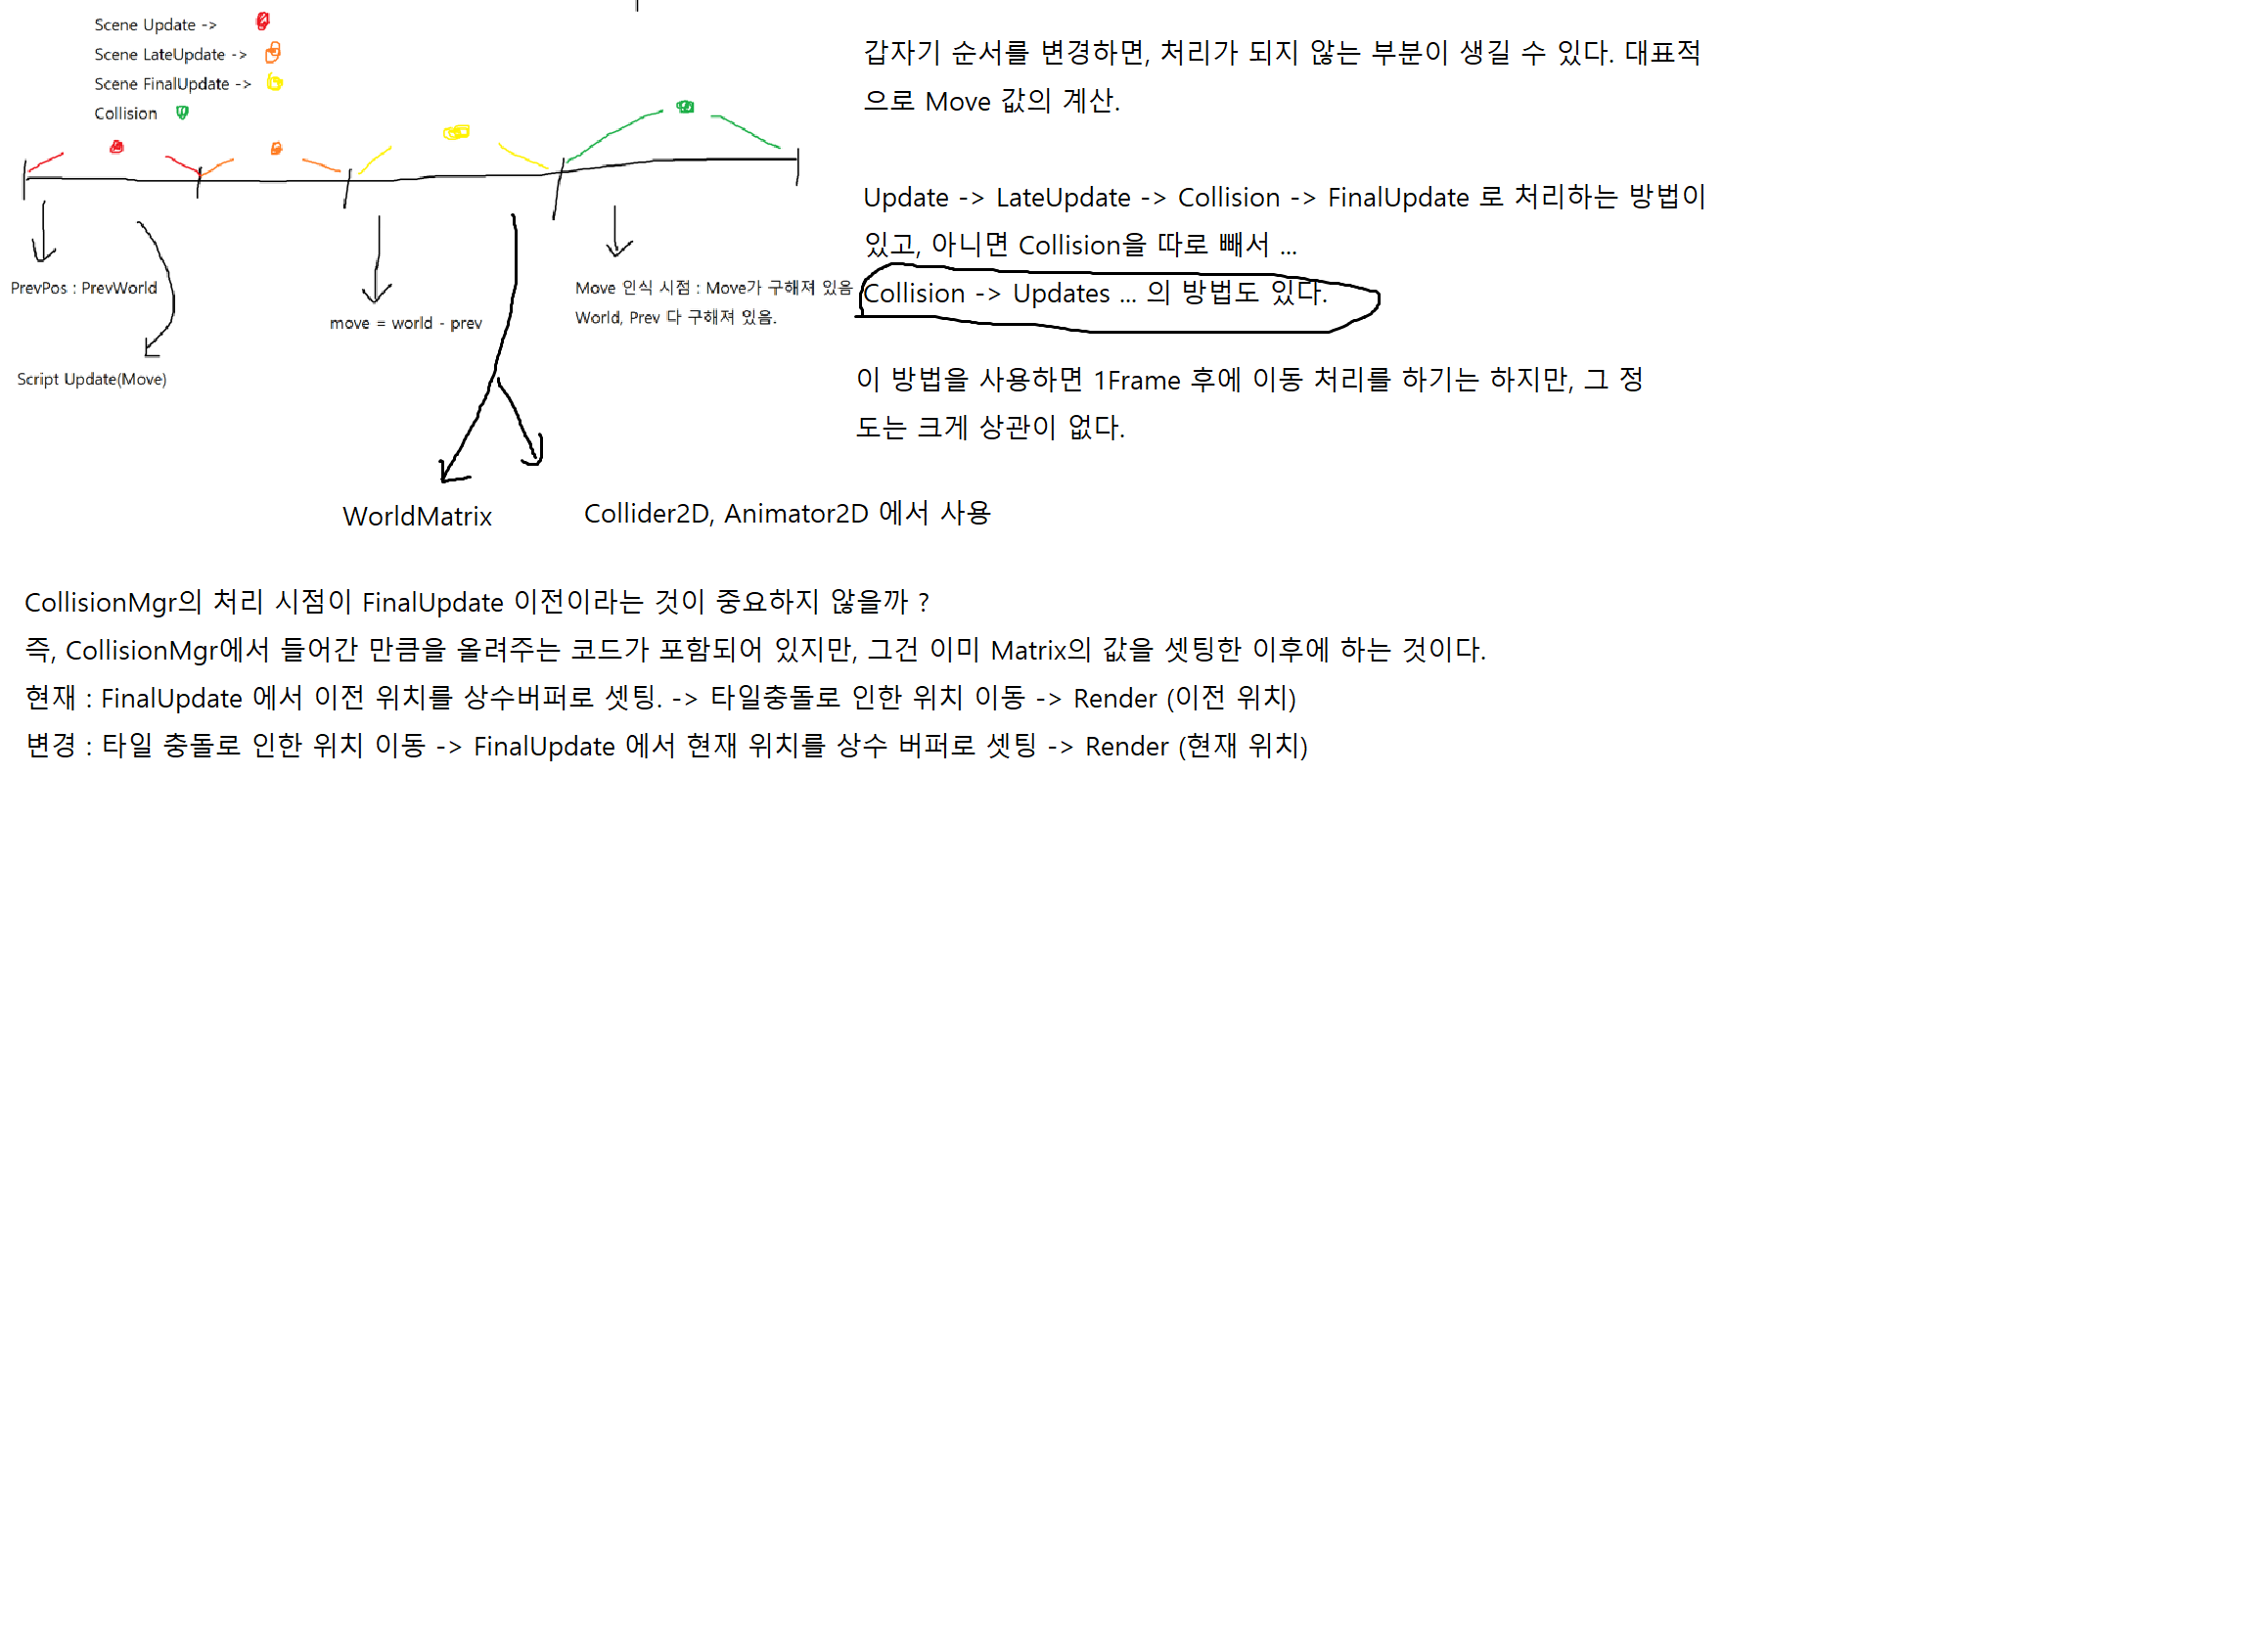 Scene Update ->
Scene LateUpdate ->
Scene FinalUpdate ->
Collision
PrevPos : PrevWorld
Script Update(Move)
move = world - prev
Move 인식 시점 : Move가 구해져 있음
World, Prev 다 구해져 있음.
WorldMatrix
Collider2D, Animator2D 에서 사용
갑자기 순서를 변경하면, 처리가 되지 않는 부분이 생길 수 있다. 대표적
으로 Move 값의 계산.
Update -> LateUpdate -> Collision -> FinalUpdate 로 처리하는 방법이
있고, 아니면 Collision을 따로 빼서 ...
Collision -> Updates ... 의 방법도 있다.
이 방법을 사용하면 1Frame 후에 이동 처리를 하기는 하지만, 그 정
도는 크게 상관이 없다.
CollisionMgr의 처리 시점이 FinalUpdate 이전이라는 것이 중요하지 않을까 ?
즉, CollisionMgr에서 들어간 만큼을 올려주는 코드가 포함되어 있지만, 그건 이미 Matrix의 값을 셋팅한 이후에 하는 것이다.
현재 : FinalUpdate 에서 이전 위치를 상수버퍼로 셋팅. -> 타일충돌로 인한 위치 이동 -> Render (이전 위치)
변경 : 타일 충돌로 인한 위치 이동 -> FinalUpdate 에서 현재 위치를 상수 버퍼로 셋팅 -> Render (현재 위치)